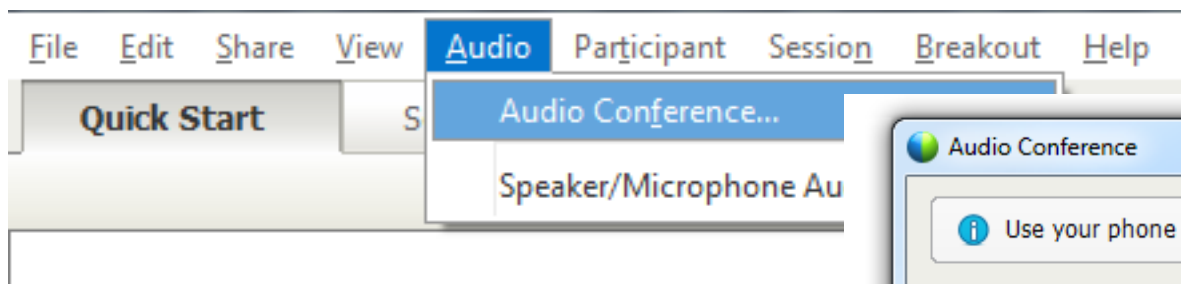 File Edit Share View Audio Participant Session Breakout Help
Quick Start S
Audio Conference...
Speaker/Microphone Au
Audio Conference
Use your phone